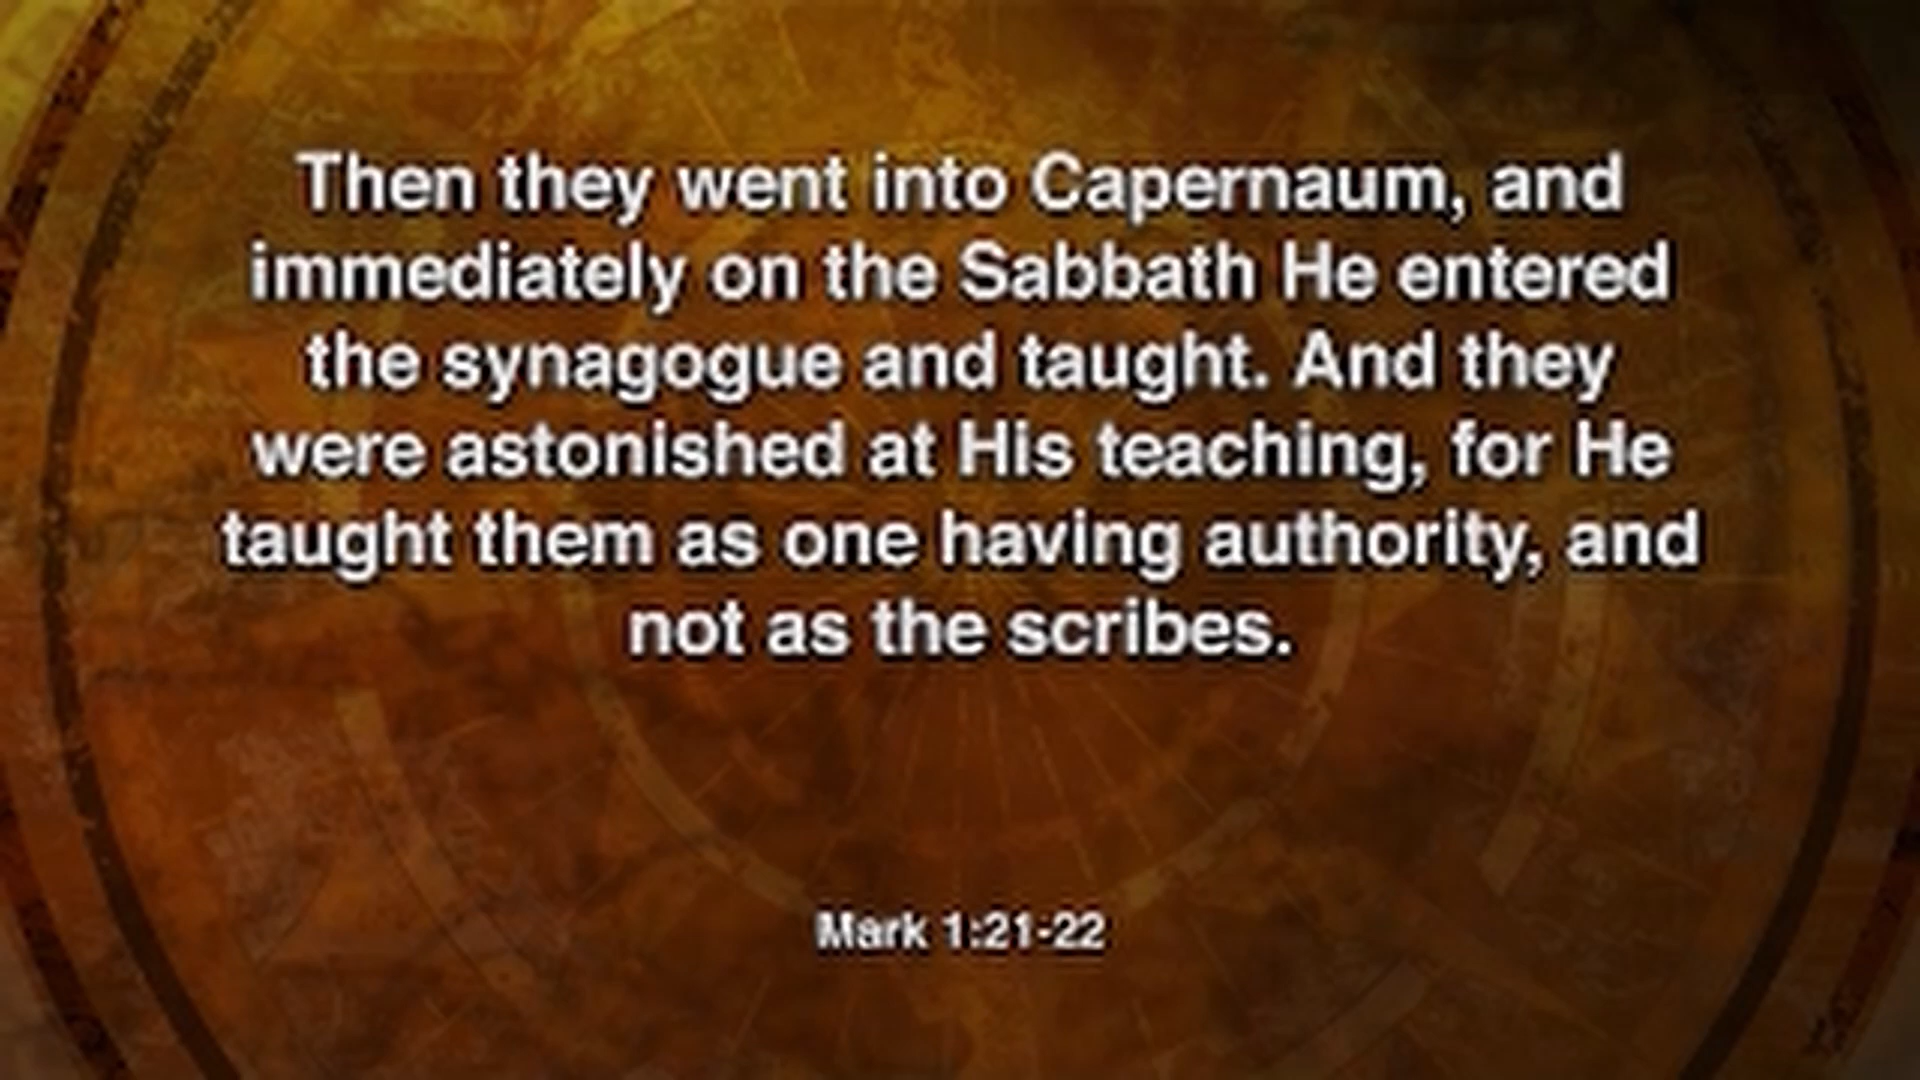 Then they went into Capernaum, and
immediately on the Sabbath He entered
the synagogue and taught. And they
were astonished at His teaching, for He
taught them as one having authority, and
not as the scribes.
Mark 1:21-22